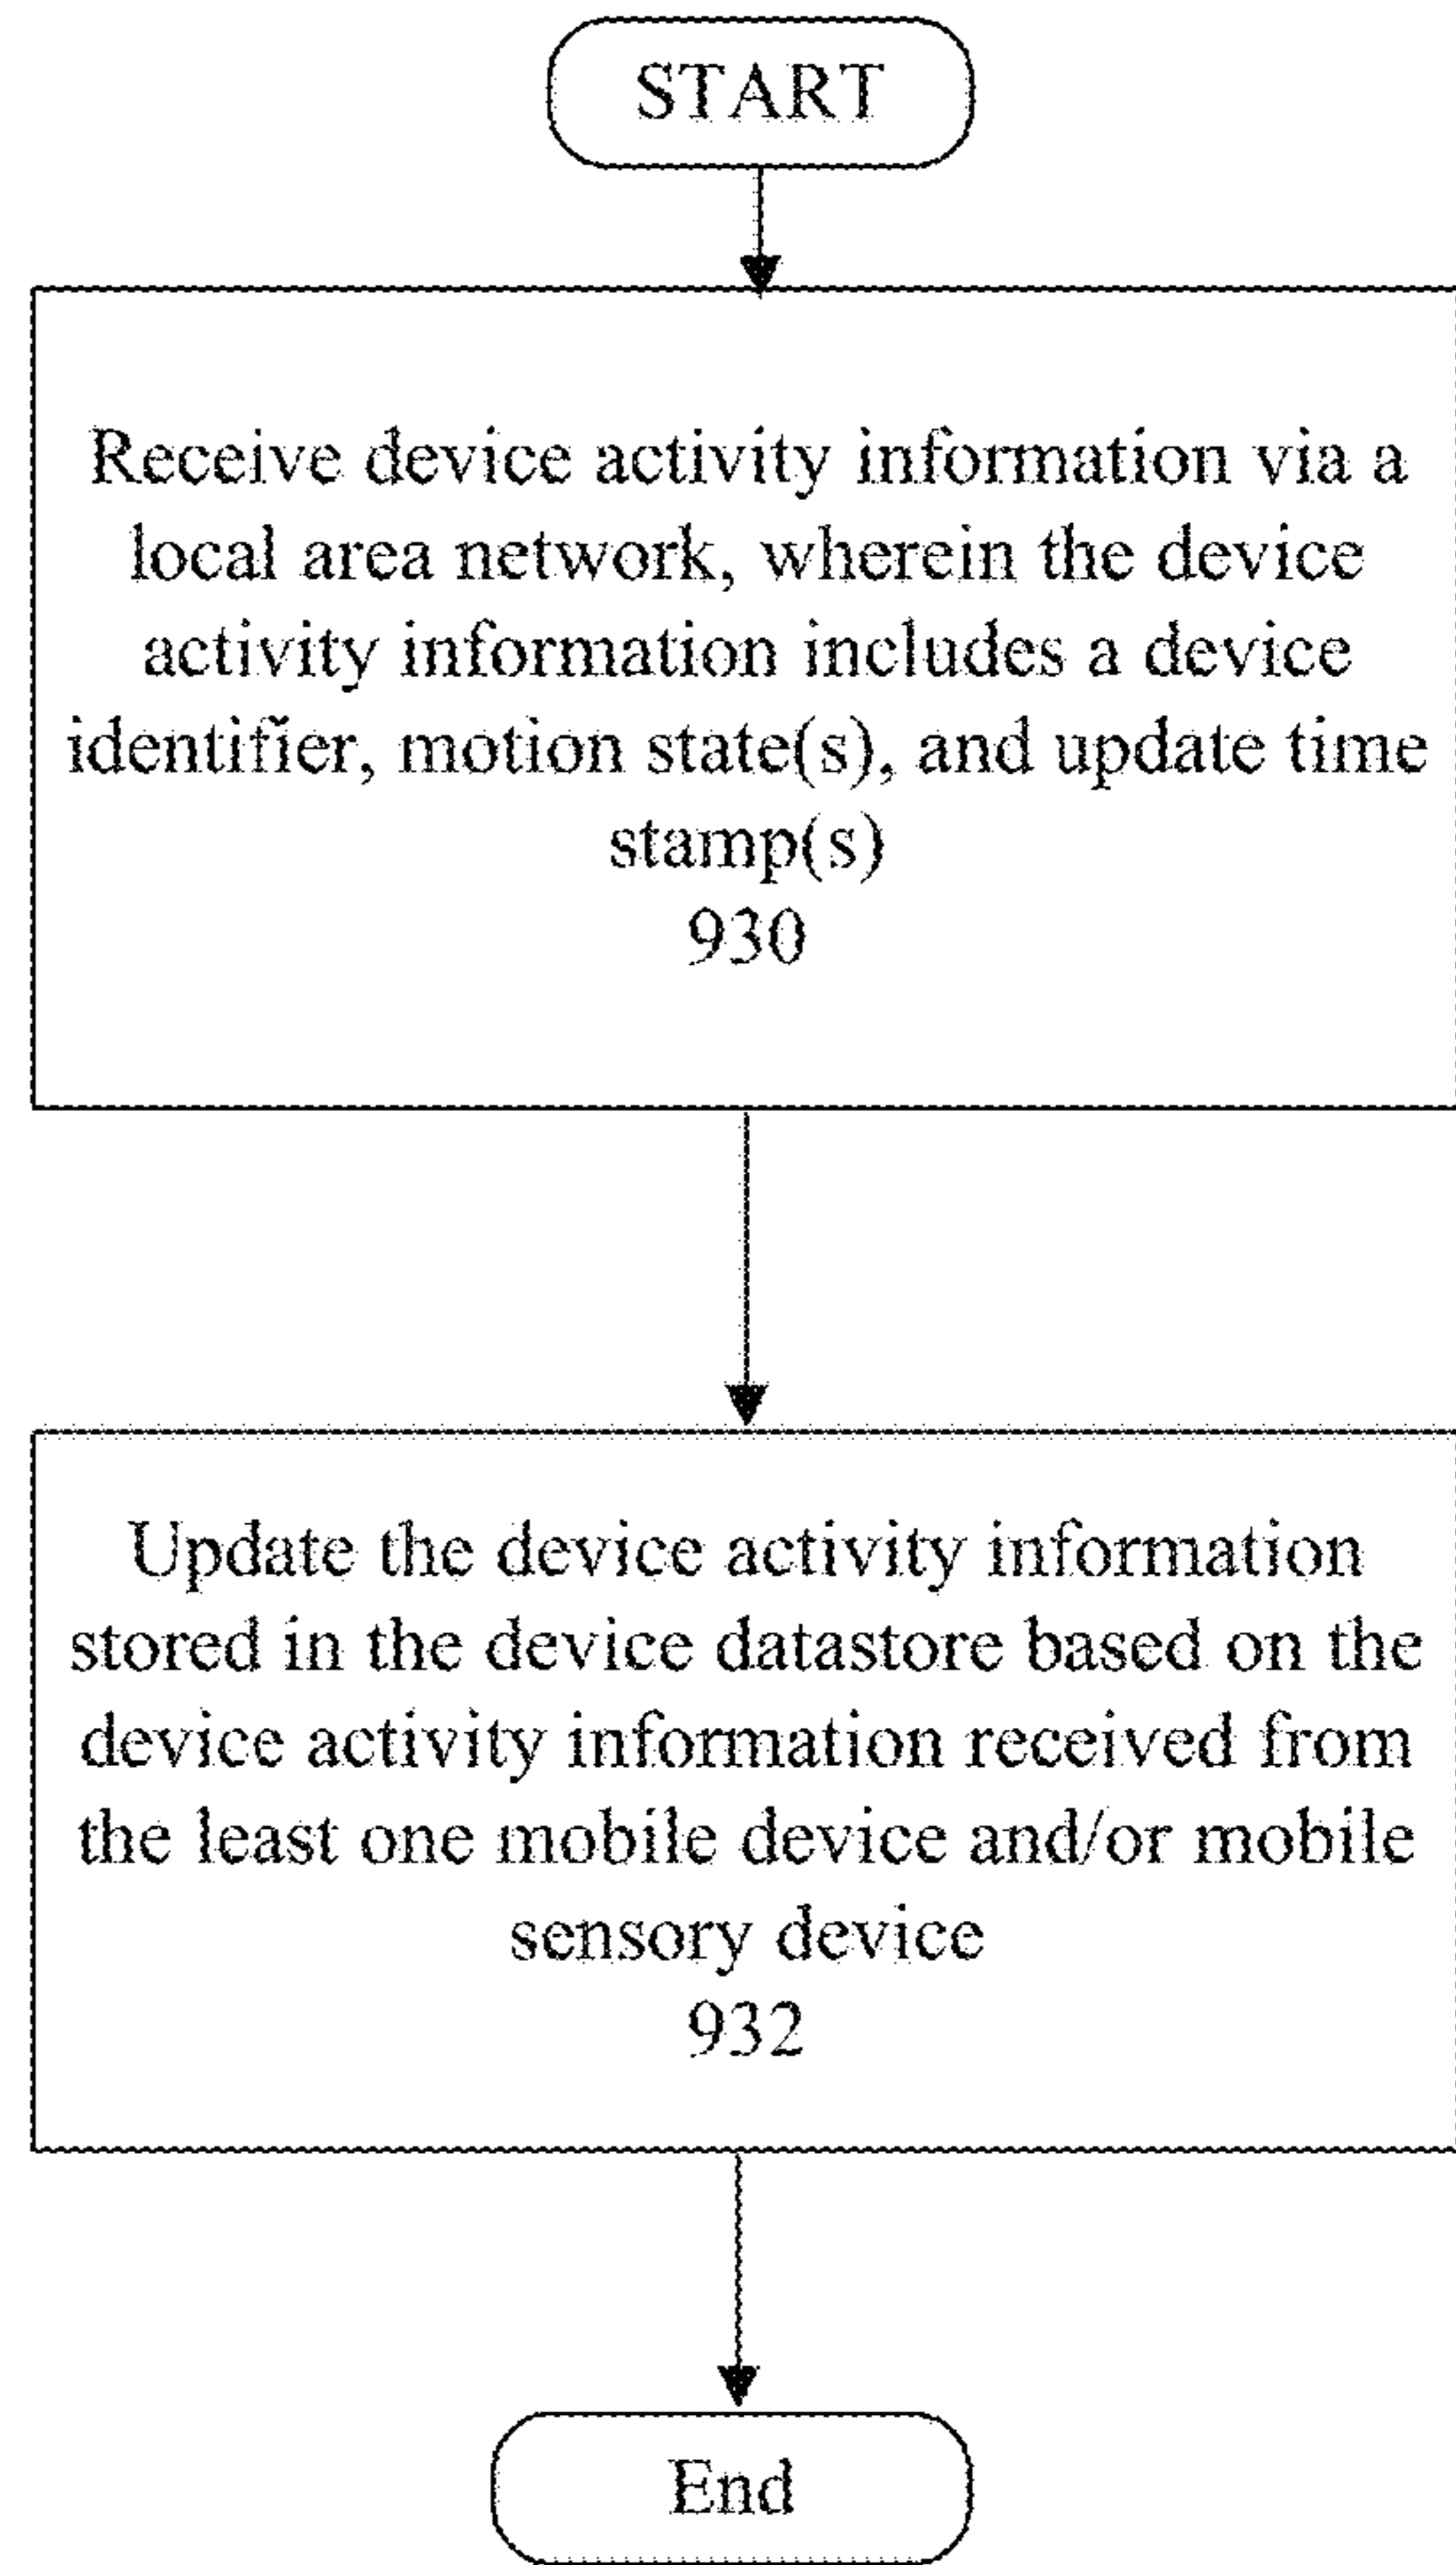 START
Receive device activity information via a
local area network, wherein the device
activity information includes a device
identifier, motion state(s), and update time
stamp(s)
930
Update the device activity information
stored in the device datastore based on the
device activity information received from
the least one mobile device and/or mobile
sensory device
932
End